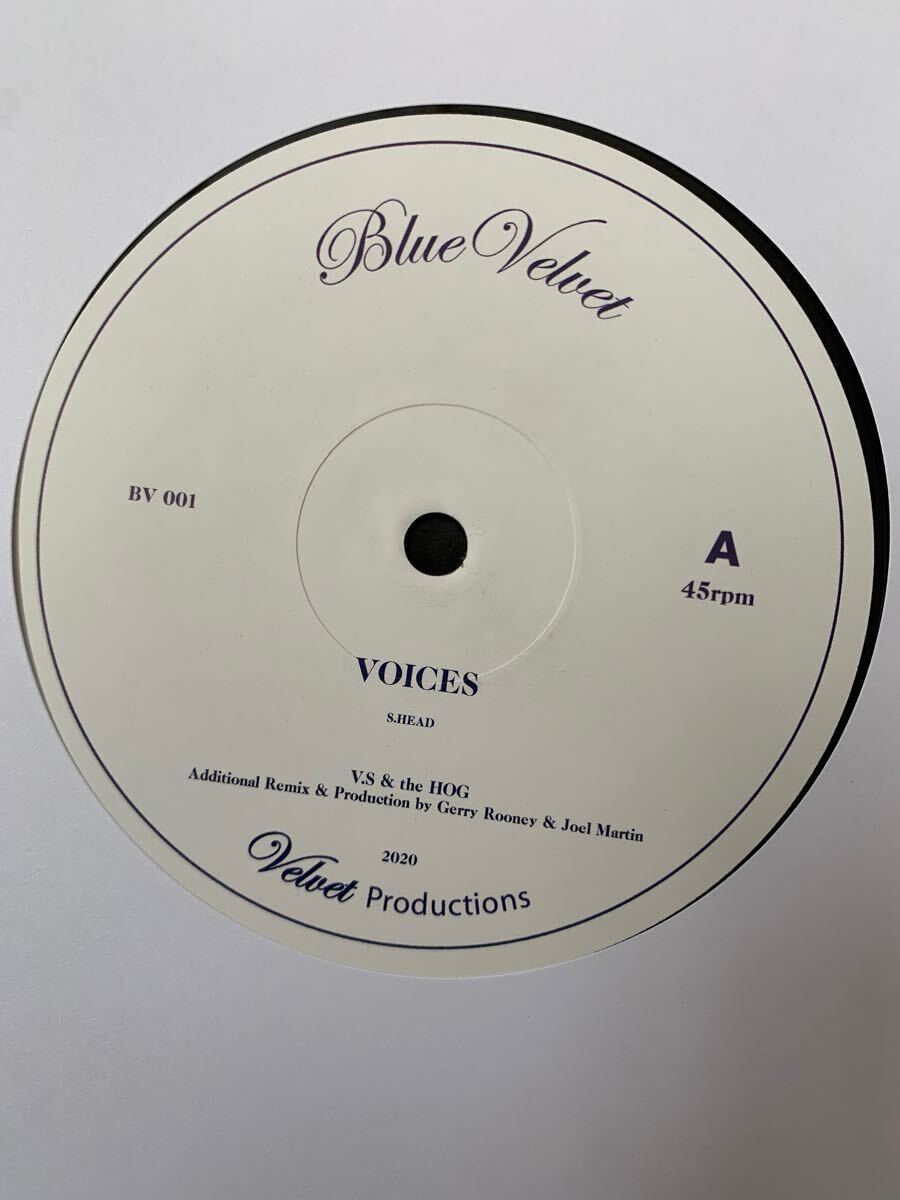 Blue Velvet
BV 001
A
45rpm
VOICES
S.HEAD
V.S & the HOG
Additional Remix & Production by Gerry Rooney & Joel Martin
2020
Velvet Productions